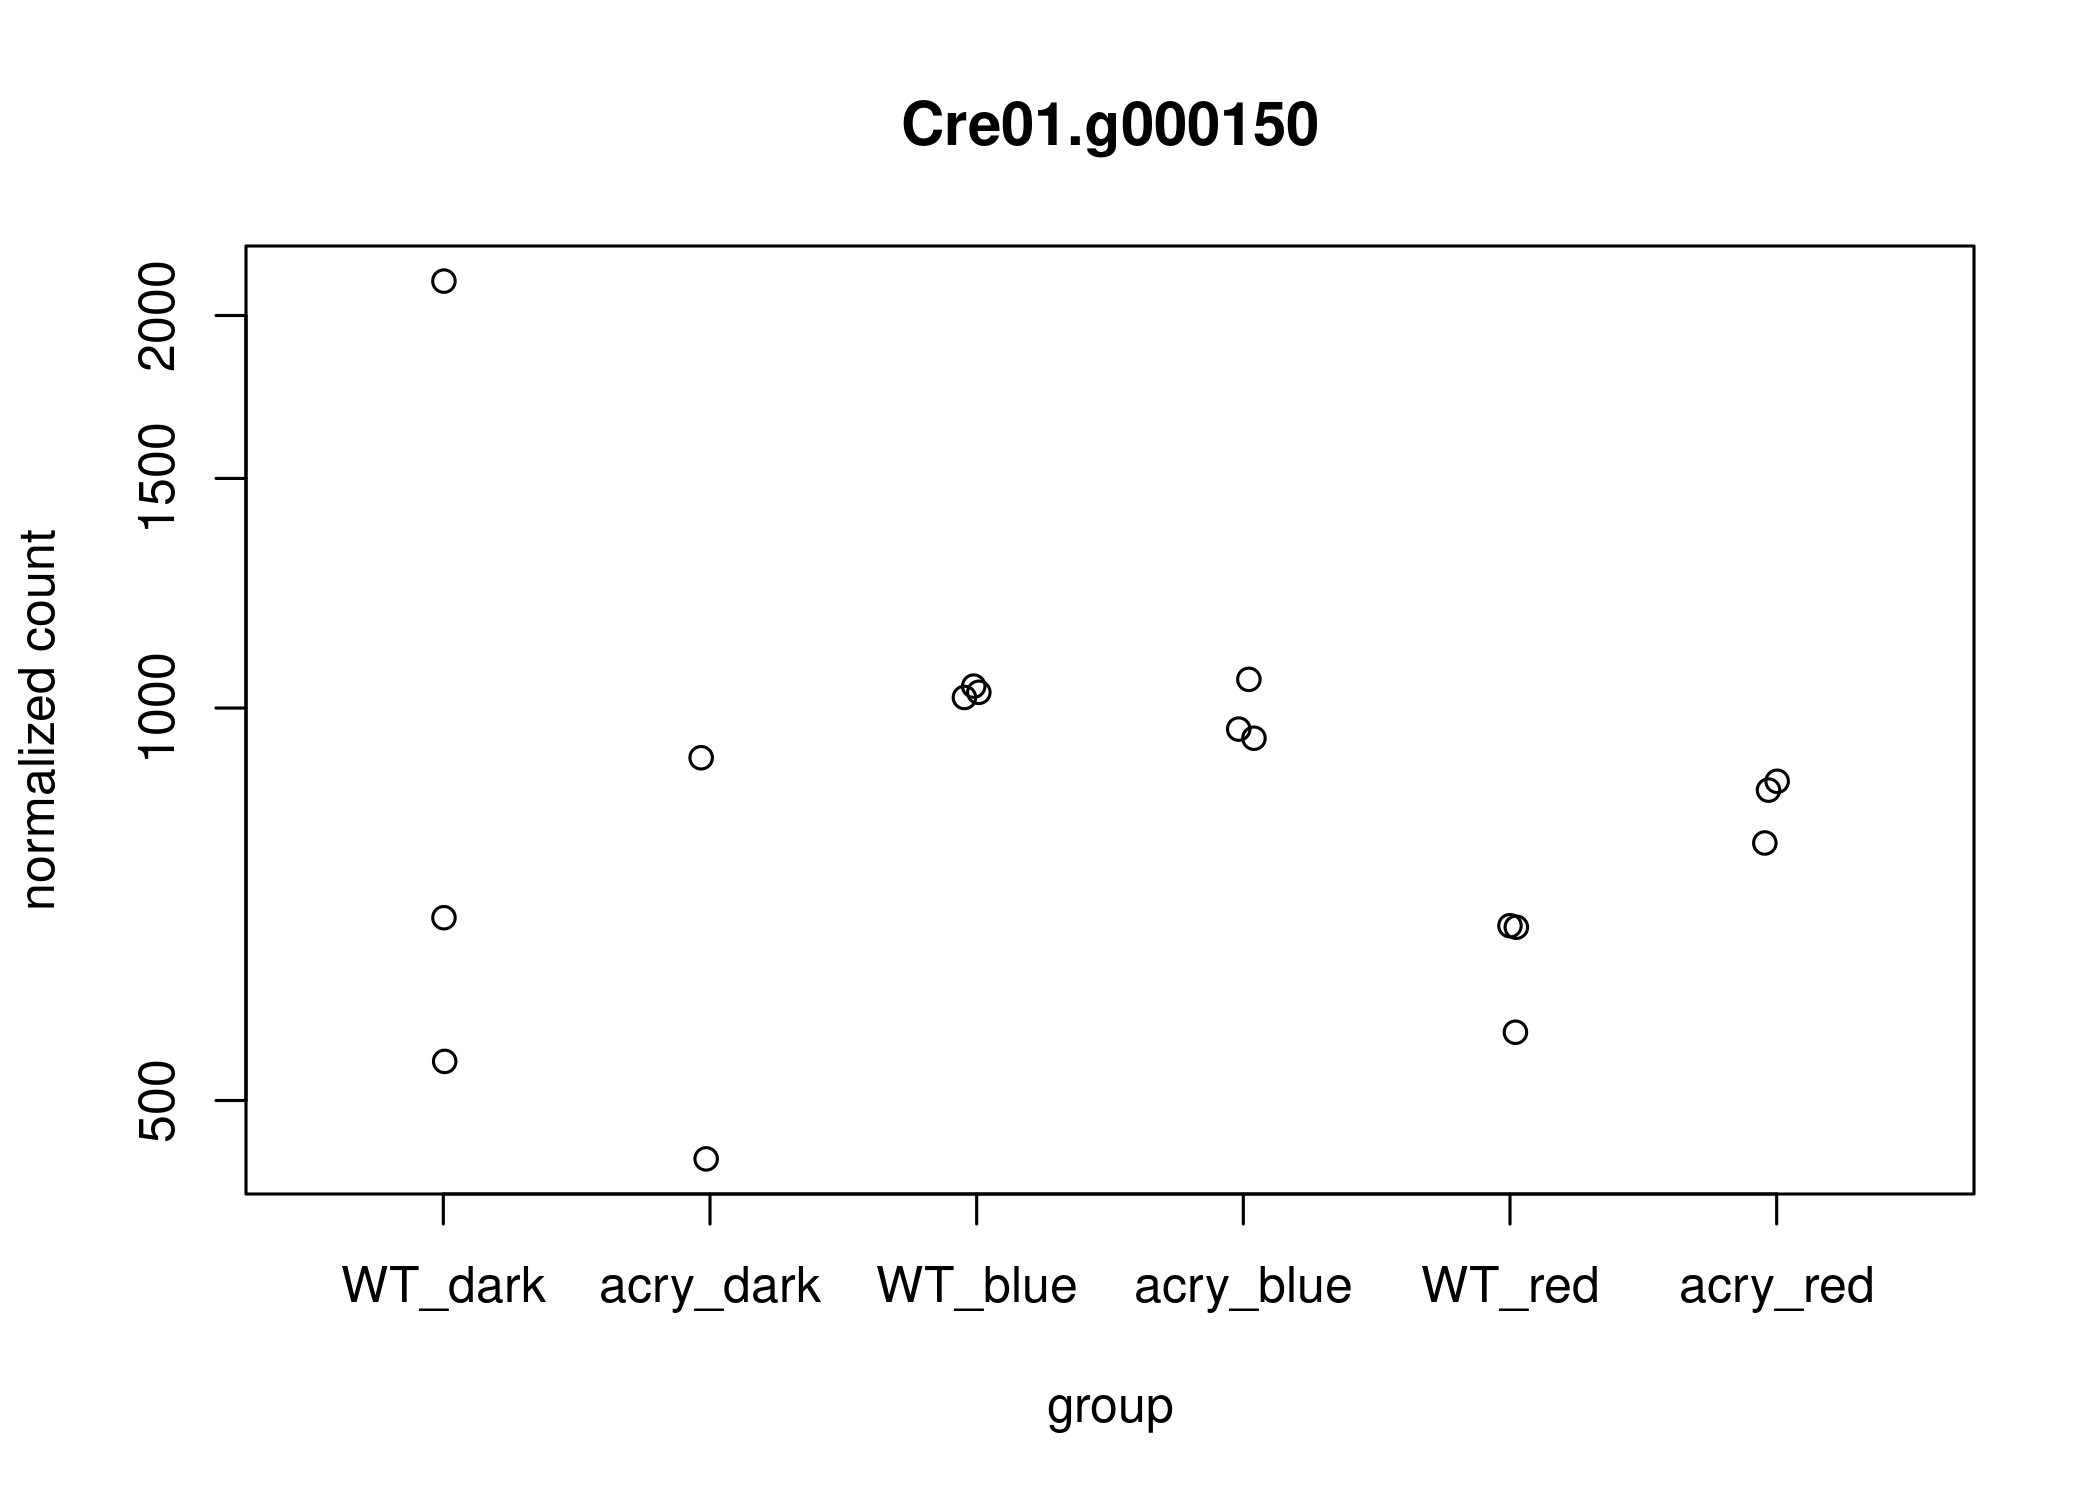 Cre01.g000150
2000
1500
1000
500
normalized count
WT_dark acry_dark WT_blue acry_blue WT_red acry_red
group